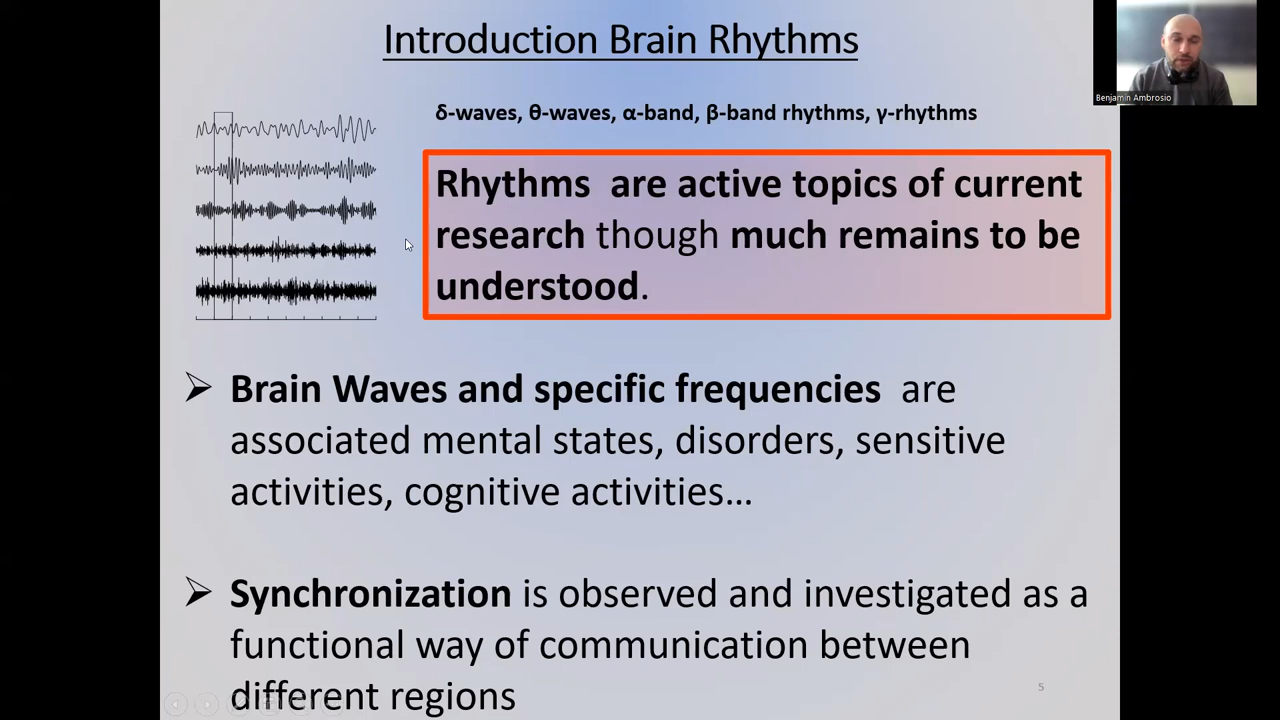 Introduction Brain Rhythms
Benjamin Ambrosio
δ-waves, θ-waves, α-band, β-band rhythms, γ-rhythms
Rhythms are active topics of current
research though much remains to be
understood.
Brain Waves and specific frequencies are
associated mental states, disorders, sensitive
activities, cognitive activities…
Synchronization is observed and investigated as a
functional way of communication between
different regions
5